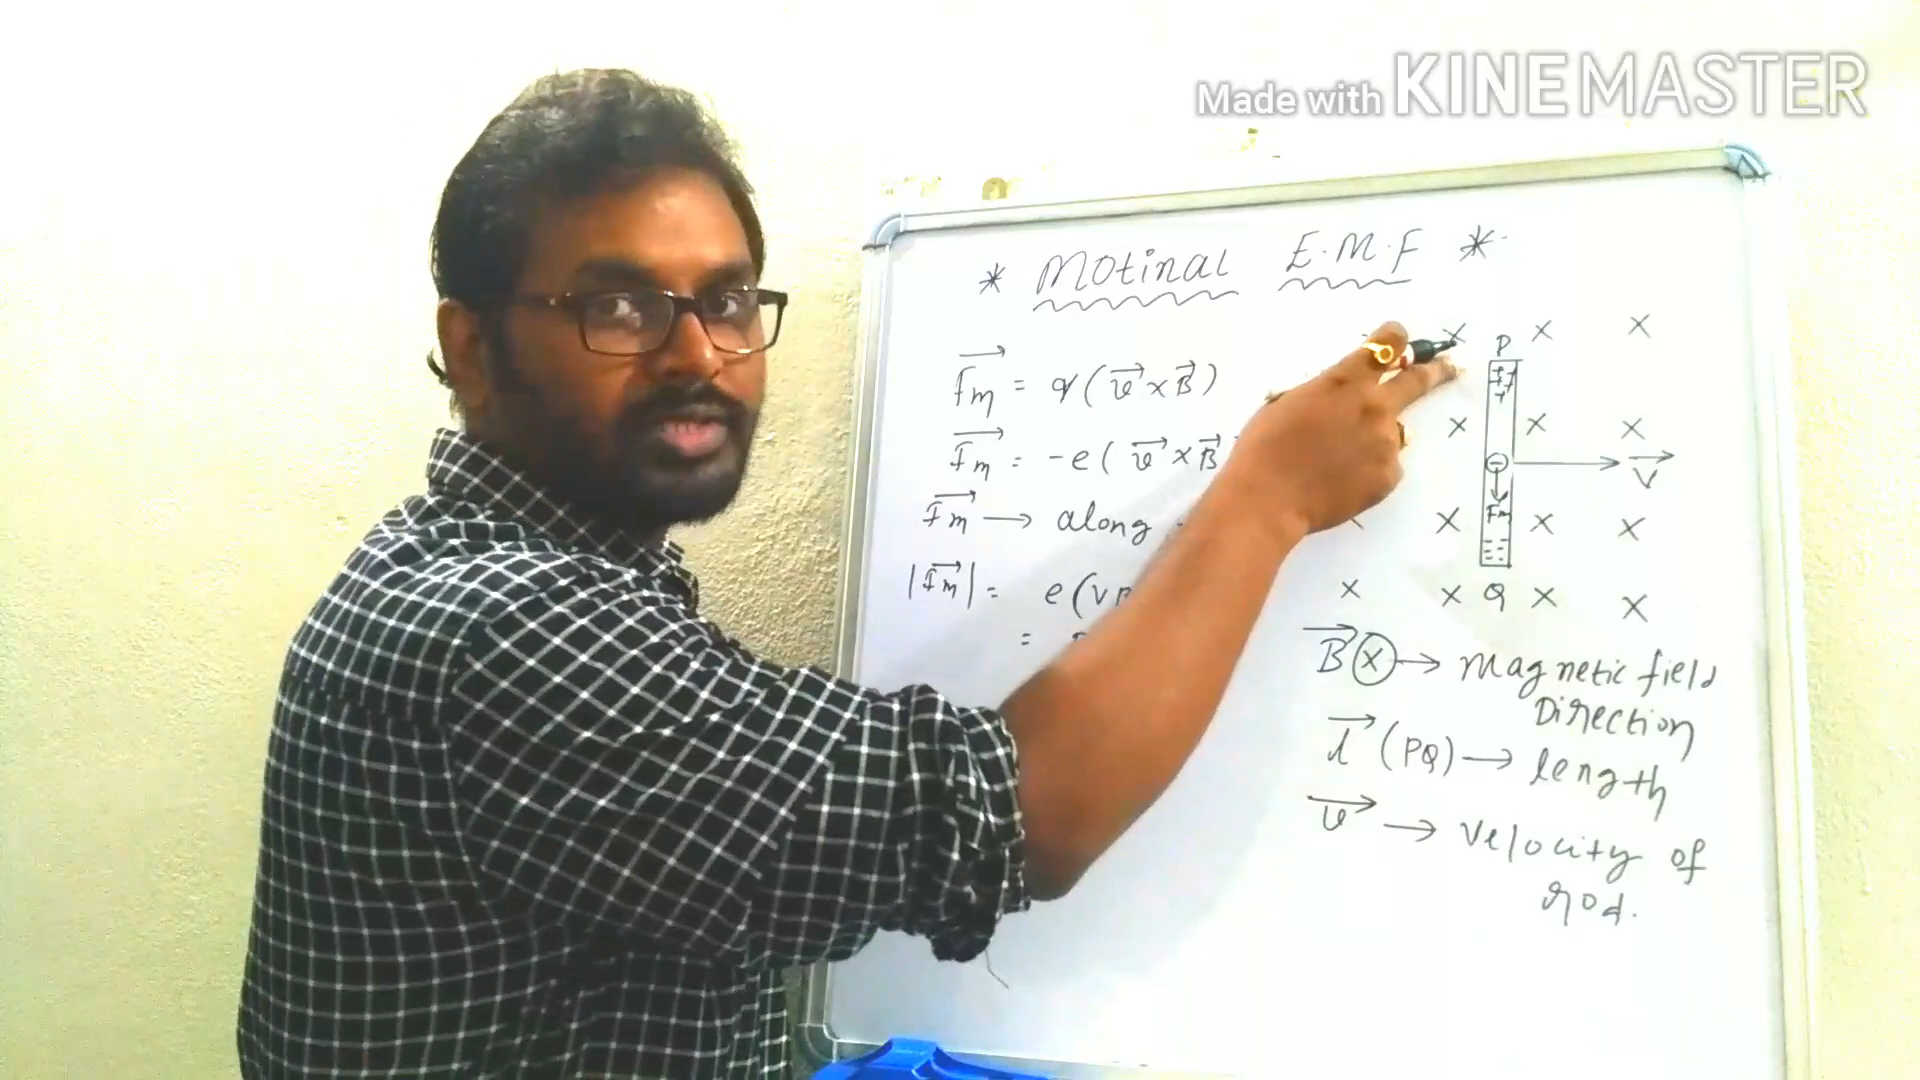 Made with KINEMASTER
* Motinal E.M.F *
Fm = q(v × B)
Fm = -e( v × B
Fm → along
|Fm| = e(v
=
× × ×
P
+ +
× × ×
− → v
Fm
× × ×
× × Q × ×
B ⊗ → Magnetic field
Direction
l (PQ) → length
v → velocity of
rod.